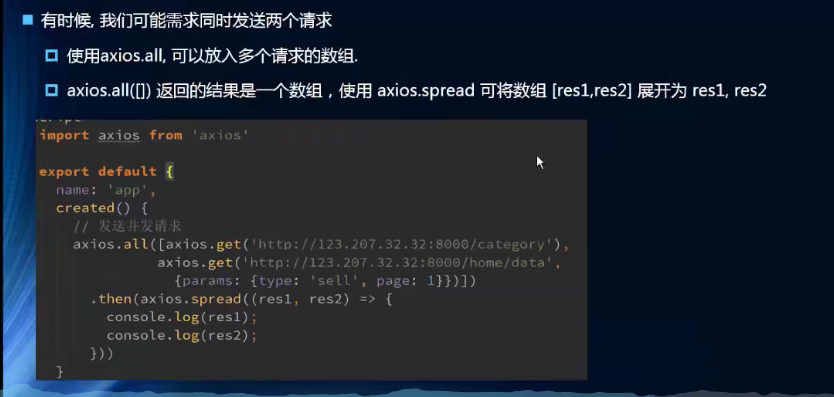 有时候, 我们可能需求同时发送两个请求
使用axios.all, 可以放入多个请求的数组.
axios.all([]) 返回的结果是一个数组，使用 axios.spread 可将数组 [res1,res2] 展开为 res1, res2
import axios from 'axios'
export default {
name: 'app',
created() {
// 发送并发请求
axios.all([axios.get('http://123.207.32.32:8000/category'),
axios.get('http://123.207.32.32:8000/home/data',
{params: {type: 'sell', page: 1}})])
.then(axios.spread((res1, res2) => {
console.log(res1);
console.log(res2);
}))
}